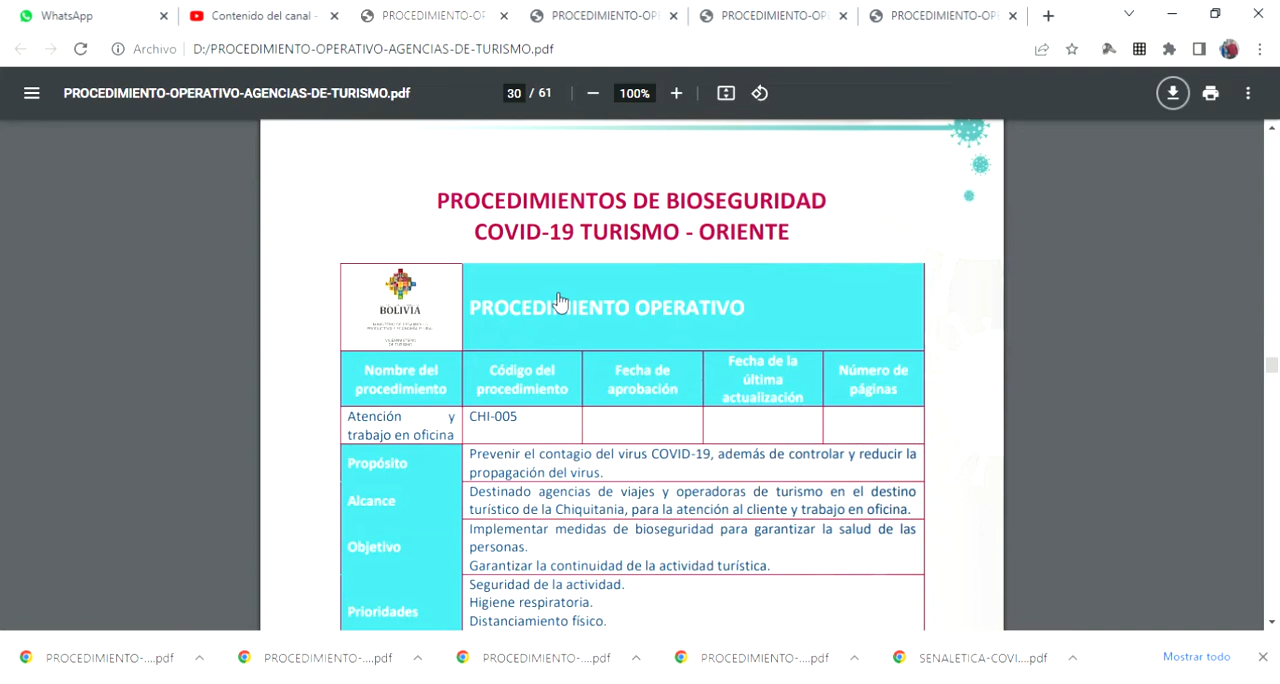 WhatsApp
Contenido del canal -
PROCEDIMIENTO-OP
PROCEDIMIENTO-OPE
PROCEDIMIENTO-OPE
PROCEDIMIENTO-OPE
Archivo D:/PROCEDIMIENTO-OPERATIVO-AGENCIAS-DE-TURISMO.pdf
PROCEDIMIENTO-OPERATIVO-AGENCIAS-DE-TURISMO.pdf 30 / 61 100%
PROCEDIMIENTOS DE BIOSEGURIDAD
COVID-19 TURISMO - ORIENTE
BOLIVIA
PROCEDIMIENTO OPERATIVO
Nombre del
procedimiento
Código del
procedimiento
Fecha de
aprobación
Fecha de la
última
actualización
Número de
páginas
Atención y
trabajo en oficina
CHI-005
Propósito
Prevenir el contagio del virus COVID-19, además de controlar y reducir la
propagación del virus.
Alcance
Destinado agencias de viajes y operadoras de turismo en el destino
turístico de la Chiquitania, para la atención al cliente y trabajo en oficina.
Objetivo
Implementar medidas de bioseguridad para garantizar la salud de las
personas.
Garantizar la continuidad de la actividad turística.
Prioridades
Seguridad de la actividad.
Higiene respiratoria.
Distanciamiento físico.
PROCEDIMIENTO-....pdf
PROCEDIMIENTO-....pdf
PROCEDIMIENTO-....pdf
PROCEDIMIENTO-....pdf
SENALETICA-COVI....pdf
Mostrar todo